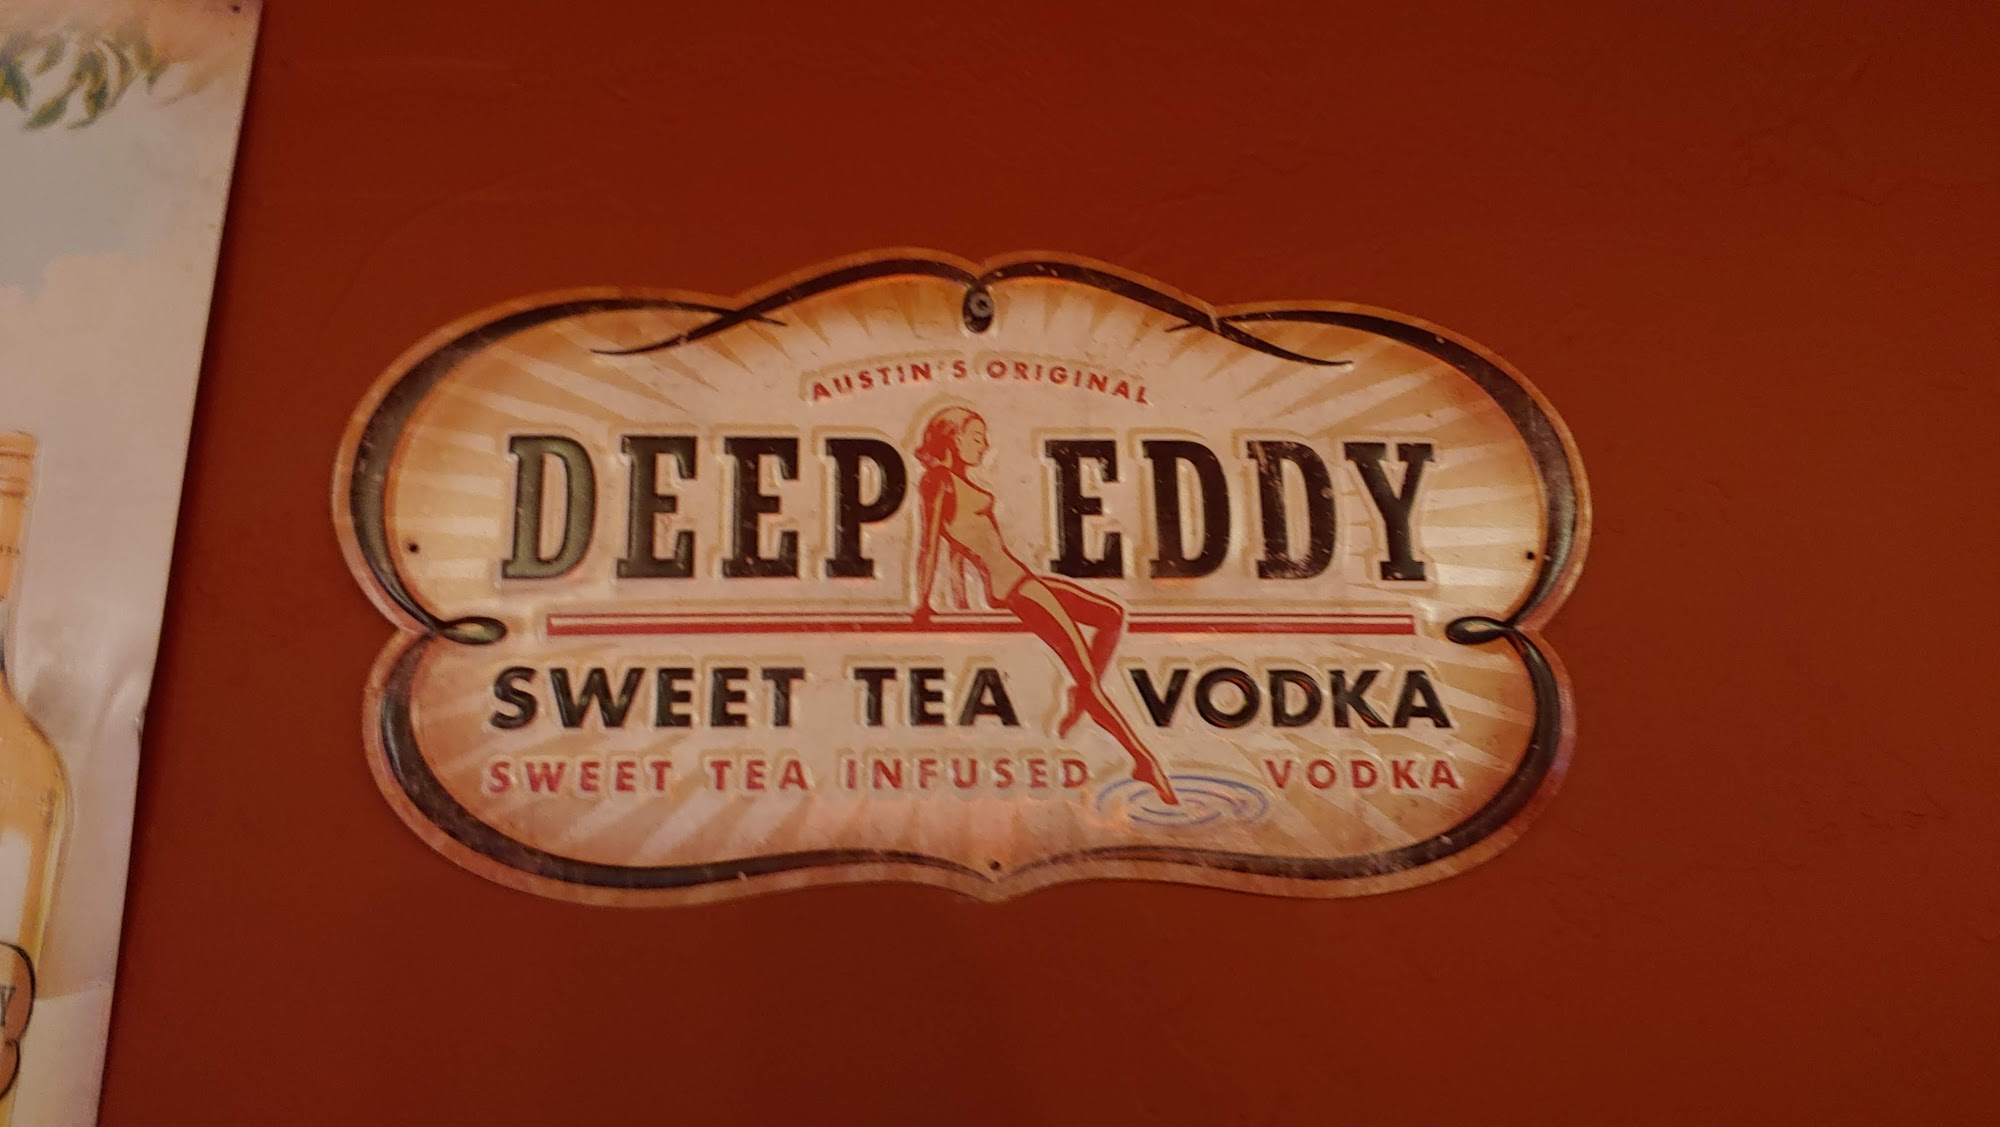 AUSTIN'S ORIGINAL
DEEP EDDY
SWEET TEA VODKA
SWEET TEA INFUSED VODKA